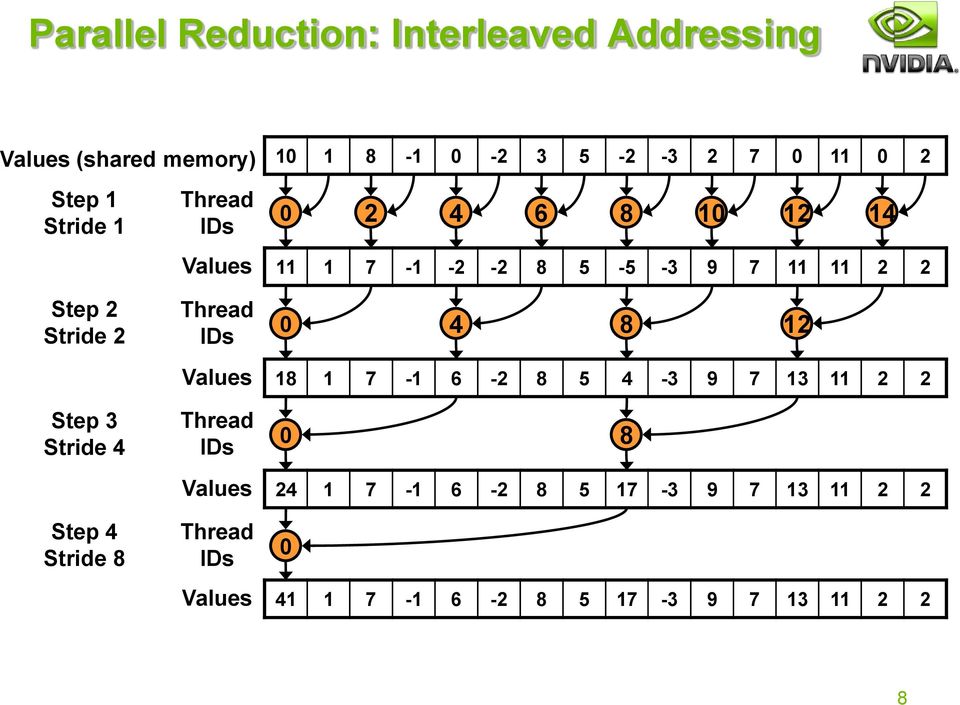 Parallel Reduction: Interleaved Addressing
NVIDIA.
Values (shared memory) 10 1 8 -1 0 -2 3 5 -2 -3 2 7 0 11 0 2
Step 1
Stride 1
Thread
IDs
0 2 4 6 8 10 12 14
Values 11 1 7 -1 -2 -2 8 5 -5 -3 9 7 11 11 2 2
Step 2
Stride 2
Thread
IDs
0 4 8 12
Values 18 1 7 -1 6 -2 8 5 4 -3 9 7 13 11 2 2
Step 3
Stride 4
Thread
IDs
0 8
Values 24 1 7 -1 6 -2 8 5 17 -3 9 7 13 11 2 2
Step 4
Stride 8
Thread
IDs
0
Values 41 1 7 -1 6 -2 8 5 17 -3 9 7 13 11 2 2
8